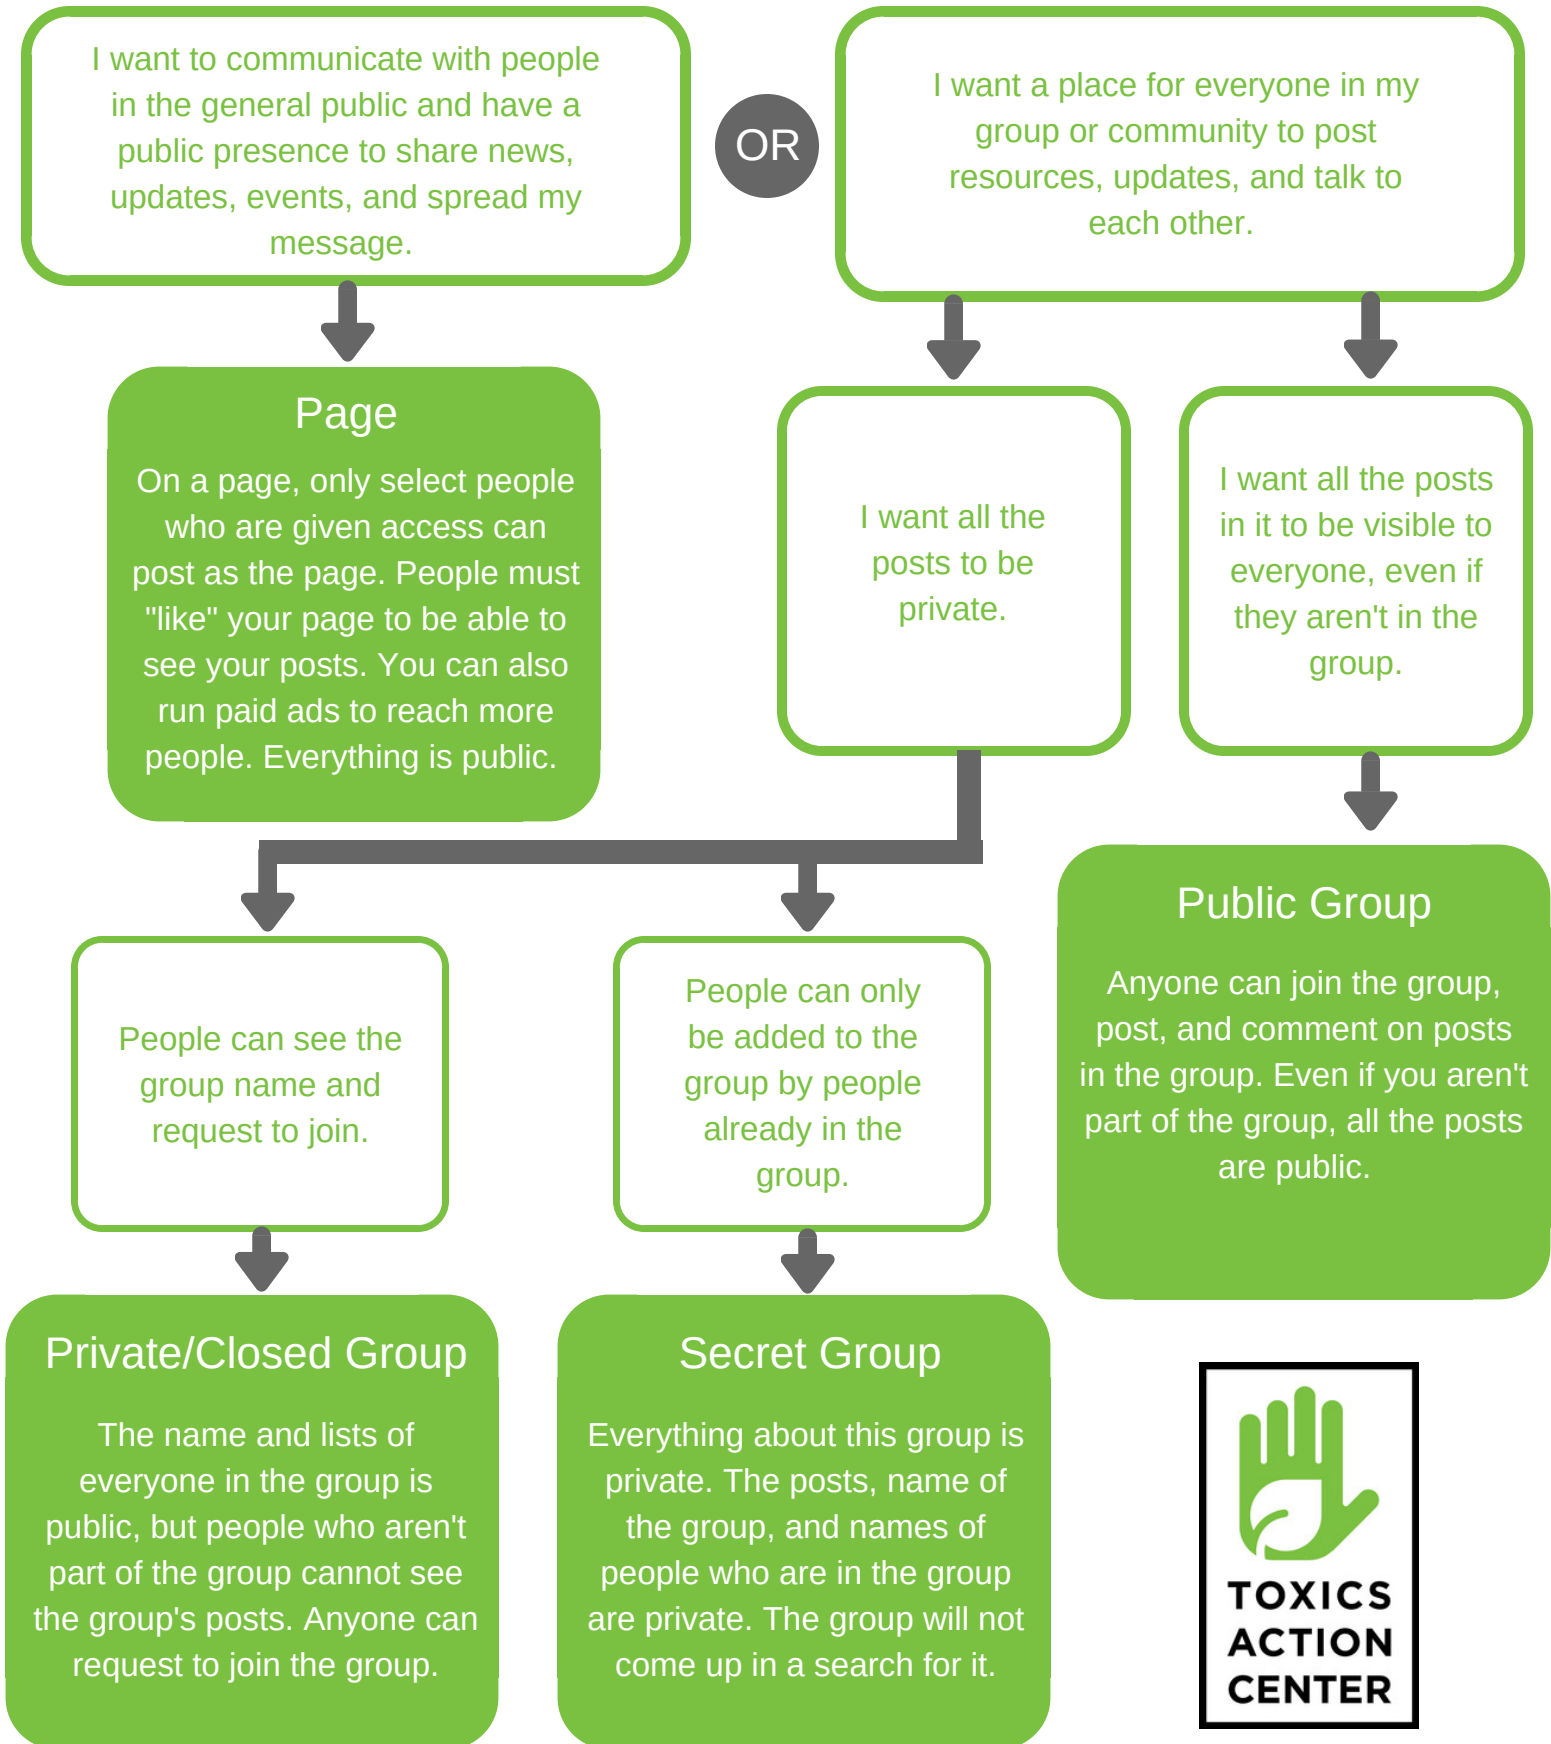 I want to communicate with people
in the general public and have a
public presence to share news,
updates, events, and spread my
message.
OR
I want a place for everyone in my
group or community to post
resources, updates, and talk to
each other.
Page
On a page, only select people
who are given access can
post as the page. People must
"like" your page to be able to
see your posts. You can also
run paid ads to reach more
people. Everything is public.
I want all the
posts to be
private.
I want all the posts
in it to be visible to
everyone, even if
they aren't in the
group.
People can see the
group name and
request to join.
People can only
be added to the
group by people
already in the
group.
Public Group
Anyone can join the group,
post, and comment on posts
in the group. Even if you aren't
part of the group, all the posts
are public.
Private/Closed Group
The name and lists of
everyone in the group is
public, but people who aren't
part of the group cannot see
the group's posts. Anyone can
request to join the group.
Secret Group
Everything about this group is
private. The posts, name of
the group, and names of
people who are in the group
are private. The group will not
come up in a search for it.
TOXICS
ACTION
CENTER